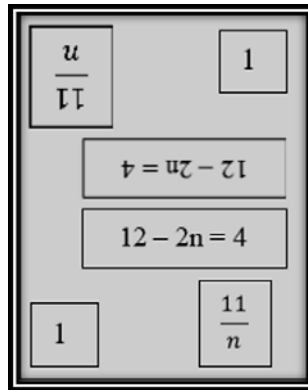 11
n
1
12 – 2n = 4
12 – 2n = 4
11
n
1